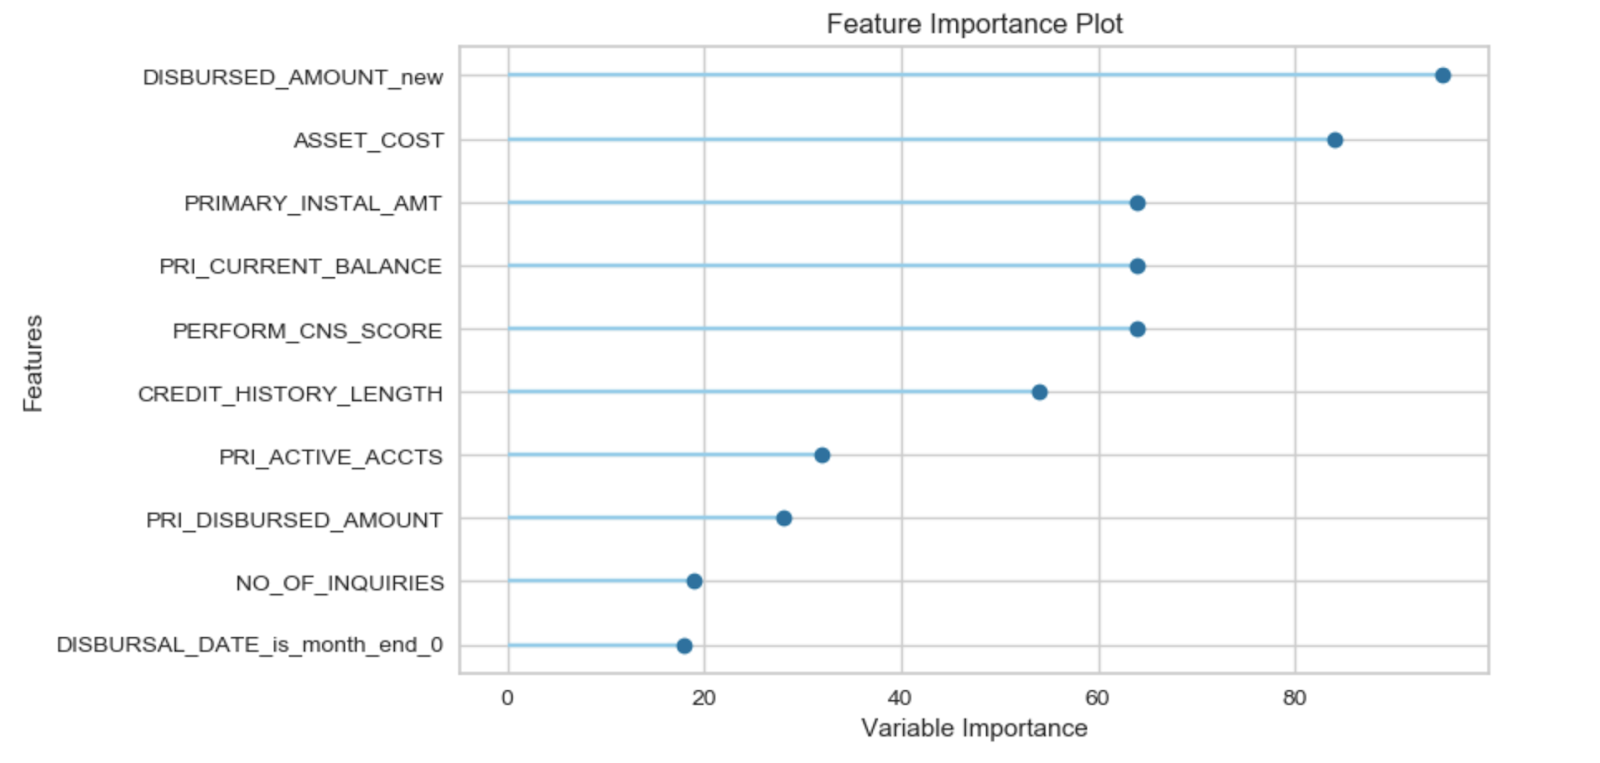 Feature Importance Plot
DISBURSED_AMOUNT_new
ASSET_COST
PRIMARY_INSTAL_AMT
PRI_CURRENT_BALANCE
PERFORM_CNS_SCORE
CREDIT_HISTORY_LENGTH
PRI_ACTIVE_ACCTS
PRI_DISBURSED_AMOUNT
NO_OF_INQUIRIES
DISBURSAL_DATE_is_month_end_0
Features
0 20 40 60 80
Variable Importance